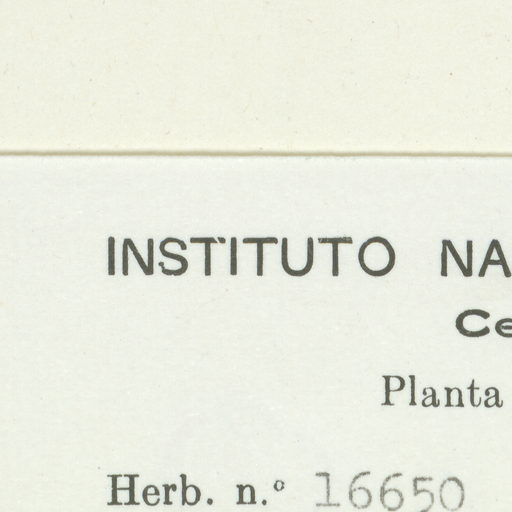 INSTITUTO NA
Ce
Planta
Herb. n.º 16650